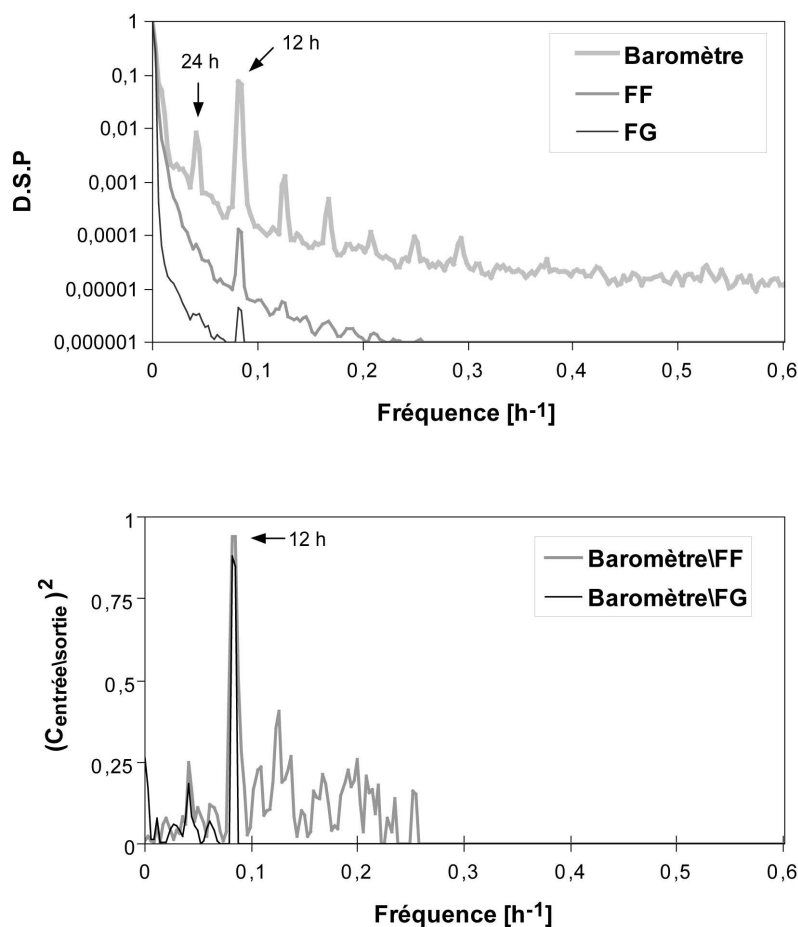 1
0,1
0,01
0,001
0,0001
0,00001
0,000001
D.S.P
24 h
12 h
Baromètre
FF
FG
0 0,1 0,2 0,3 0,4 0,5 0,6
Fréquence [h-1]
1
0.75
0,5
0,25
0
(Centrée\sortie )2
12 h
Baromètre\FF
Baromètre\FG
0 0,1 0,2 0,3 0,4 0,5 0,6
Fréquence [h-1]